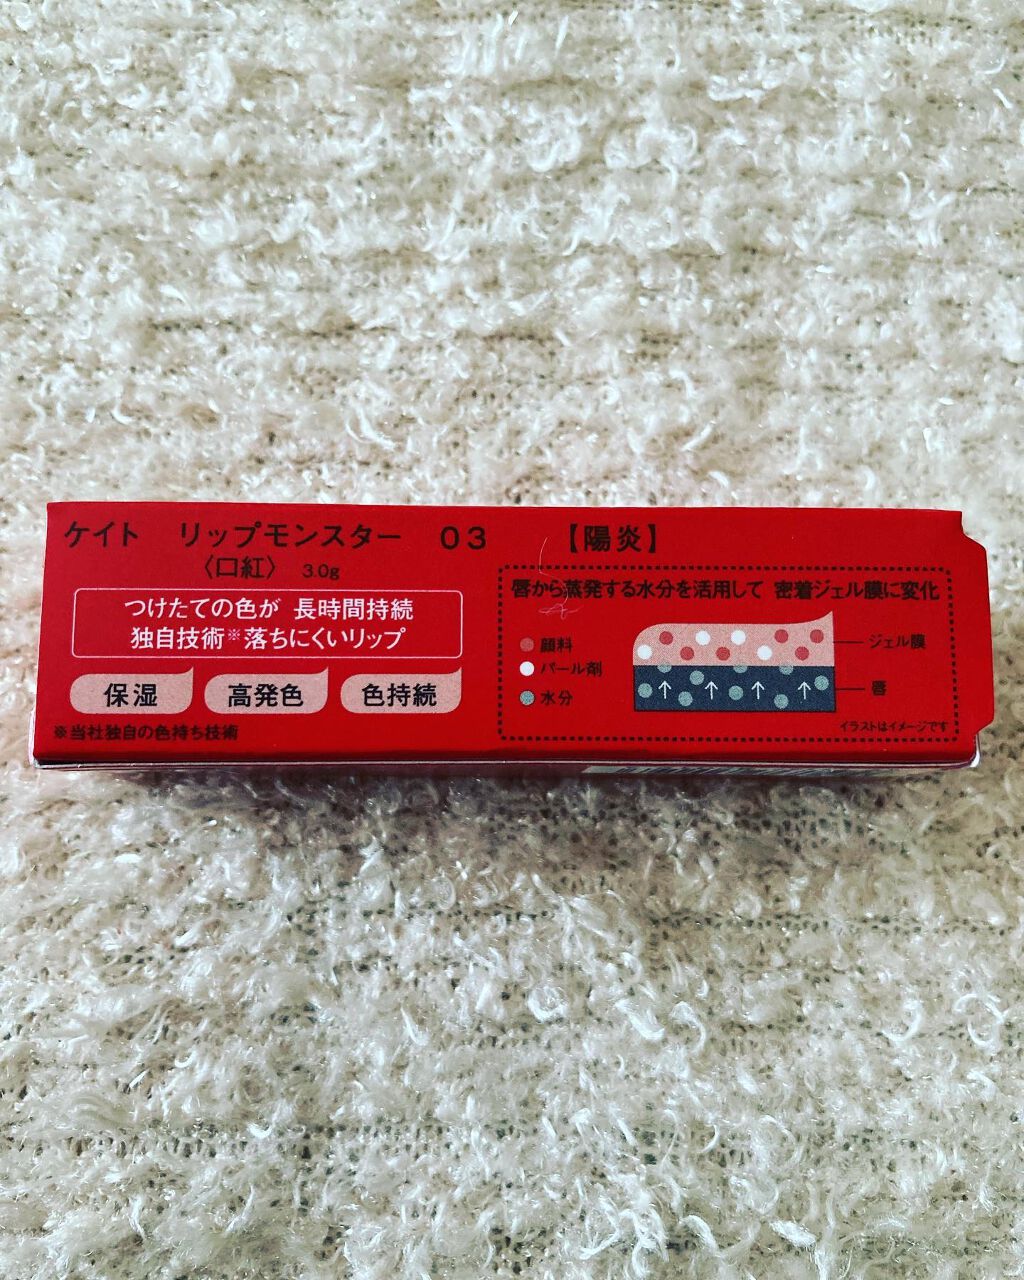 ケイト リップモンスター 03 【陽炎】
〈口紅〉 3.0g
つけたての色が 長時間持続
独自技術※落ちにくいリップ
保湿 高発色 色持続
※当社独自の色持ち技術
唇から蒸発する水分を活用して 密着ジェル膜に変化
顔料
パール剤
水分
ジェル膜
唇
イラストはイメージです